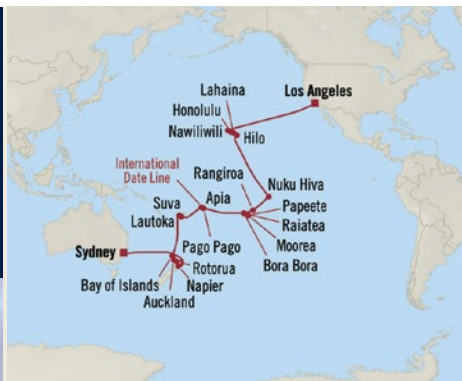 Lahaina
Los Angeles
Honolulu
Nawiliwili
Hilo
International
Date Line
Rangiroa
Nuku Hiva
Apia
Papeete
Suva
Raiatea
Lautoka
Moorea
Pago Pago
Bora Bora
Sydney
Rotorua
Bay of Islands
Napier
Auckland